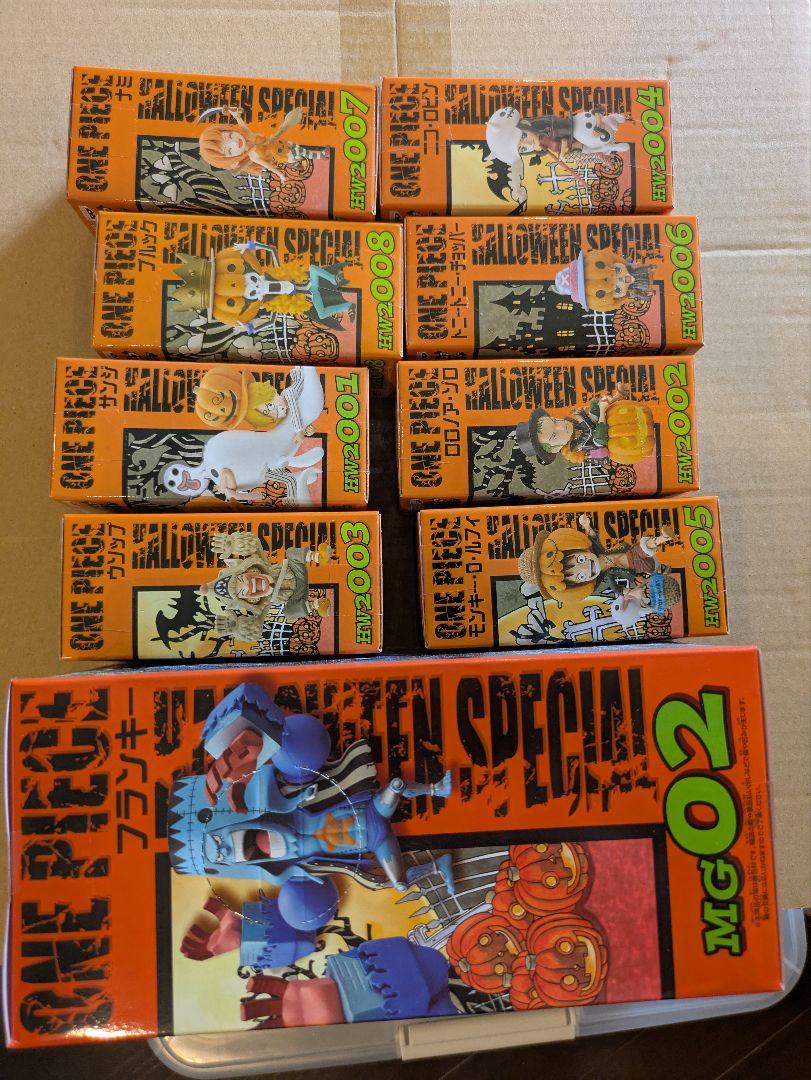 ONE PIECE
ナミ
HALLOWEEN SPECIAL
HW2007
ONE PIECE
ニコ・ロビン
HALLOWEEN SPECIAL
HW2004
ONE PIECE
ブルック
HALLOWEEN SPECIAL
HW2008
ONE PIECE
トニートニー・チョッパー
HALLOWEEN SPECIAL
HW2006
ONE PIECE
サンジ
HALLOWEEN SPECIAL
HW2001
ONE PIECE
ロロノア・ゾロ
HALLOWEEN SPECIAL
HW2002
ONE PIECE
ウソップ
HALLOWEEN SPECIAL
HW2003
ONE PIECE
モンキー・D・ルフィ
HALLOWEEN SPECIAL
HW2005
ONE PIECE
フランキー
HALLOWEEN SPECIAL
MG02